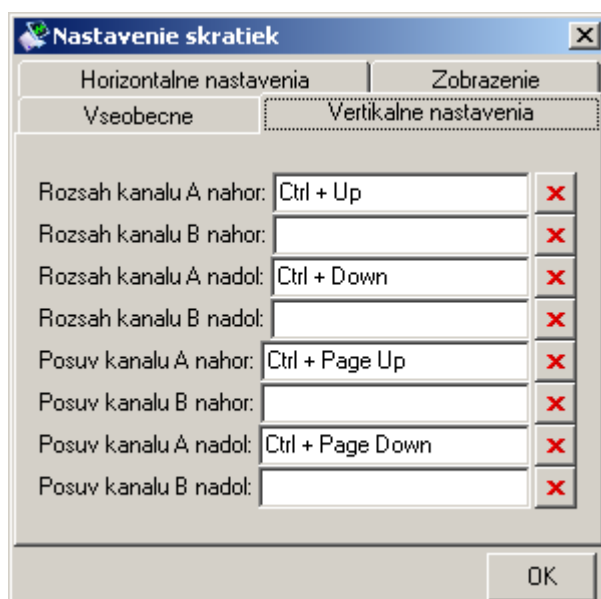 Nastavenie skratiek
Horizontalne nastavenia Zobrazenie
Vseobecne Vertikalne nastavenia
Rozsah kanalu A nahor: Ctrl + Up
Rozsah kanalu B nahor:
Rozsah kanalu A nadol: Ctrl + Down
Rozsah kanalu B nadol:
Posuv kanalu A nahor: Ctrl + Page Up
Posuv kanalu B nahor:
Posuv kanalu A nadol: Ctrl + Page Down
Posuv kanalu B nadol:
OK